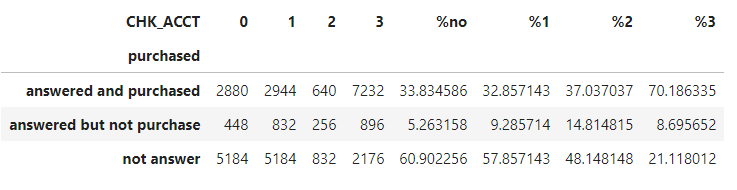 CHK_ACCT 0 1 2 3 %no %1 %2 %3
purchased
answered and purchased 2880 2944 640 7232 33.834586 32.857143 37.037037 70.186335
answered but not purchase 448 832 256 896 5.263158 9.285714 14.814815 8.695652
not answer 5184 5184 832 2176 60.902256 57.857143 48.148148 21.118012